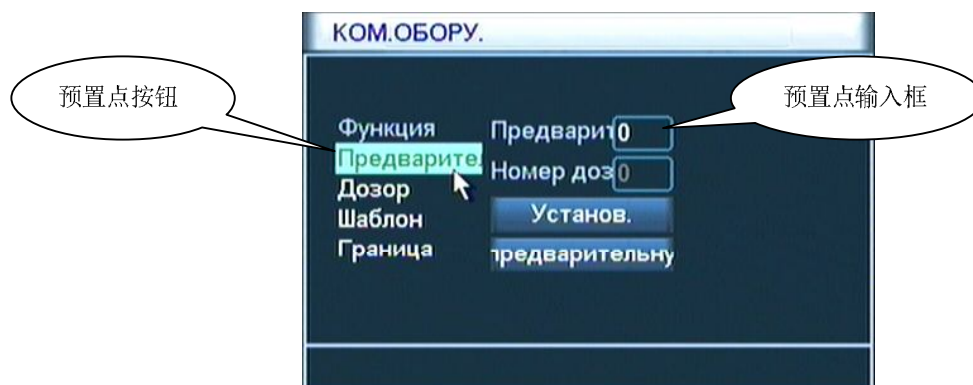 КОМ.ОБОРУ.
预置点按钮
预置点输入框
Функция
Предварит
0
Предварител
Номер доз
0
Дозор
Установ.
Шаблон
Граница
предварительну